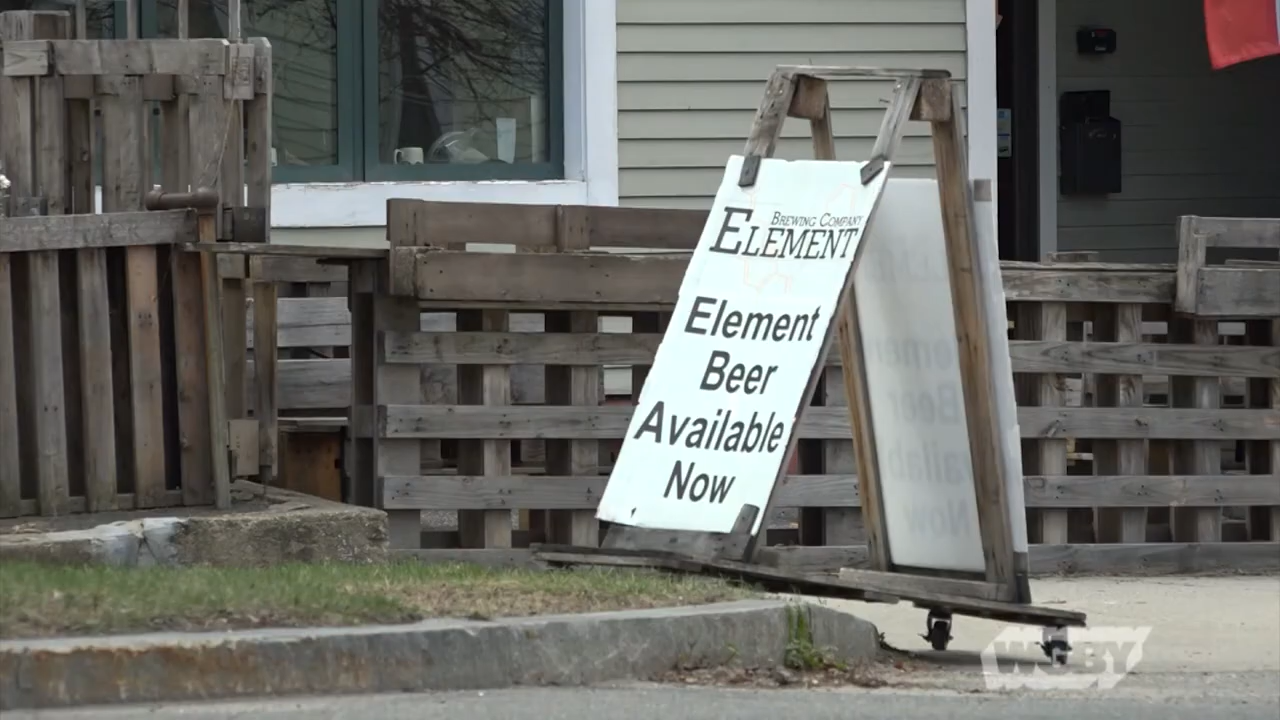 BREWING COMPANY
ELEMENT
Element
Beer
Available
Now
WGBY